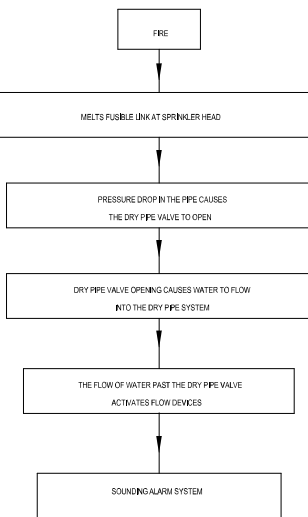 FIRE
MELTS FUSIBLE LINK AT SPRINKLER HEAD
PRESSURE DROP IN THE PIPE CAUSES
THE DRY PIPE VALVE TO OPEN
DRY PIPE VALVE OPENING CAUSES WATER TO FLOW
INTO THE DRY PIPE SYSTEM
THE FLOW OF WATER PAST THE DRY PIPE VALVE
ACTIVATES FLOW DEVICES
SOUNDING ALARM SYSTEM